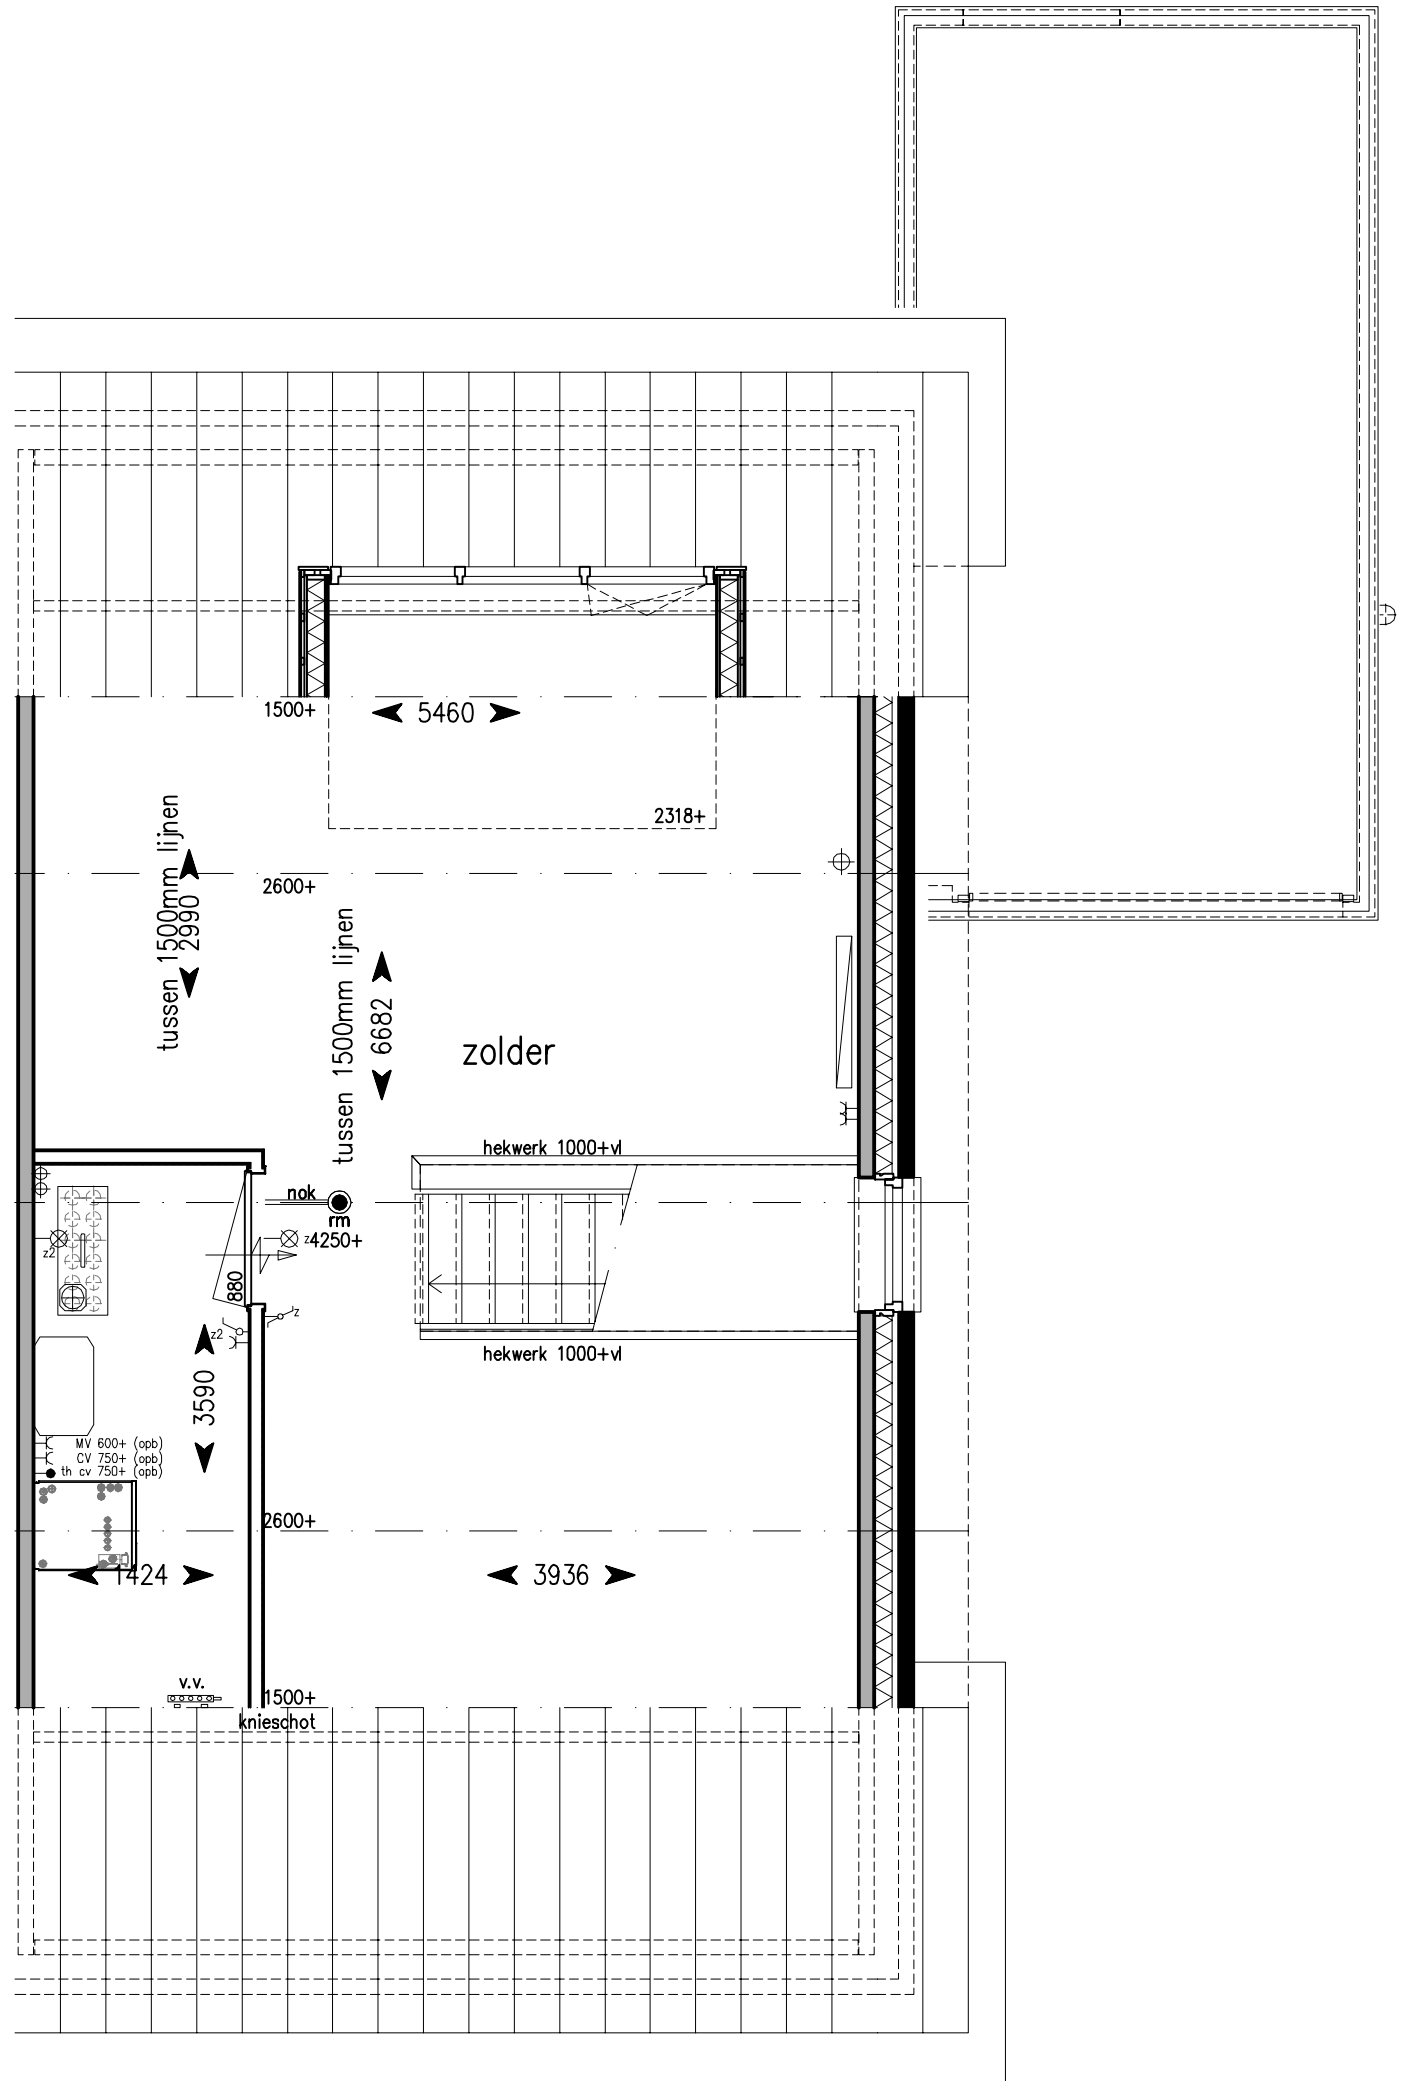 1500+
5460
2318+
2600+
tussen 1500mm lijnen
2990
tussen 1500mm lijnen
6682
zolder
hekwerk 1000+vl
nok
rm
4250+
z
z2
880
z
z2
hekwerk 1000+vl
3590
MV 600+ (opb)
CV 750+ (opb)
th cv 750+ (opb)
2600+
1424
3936
v.v.
1500+
knieschot